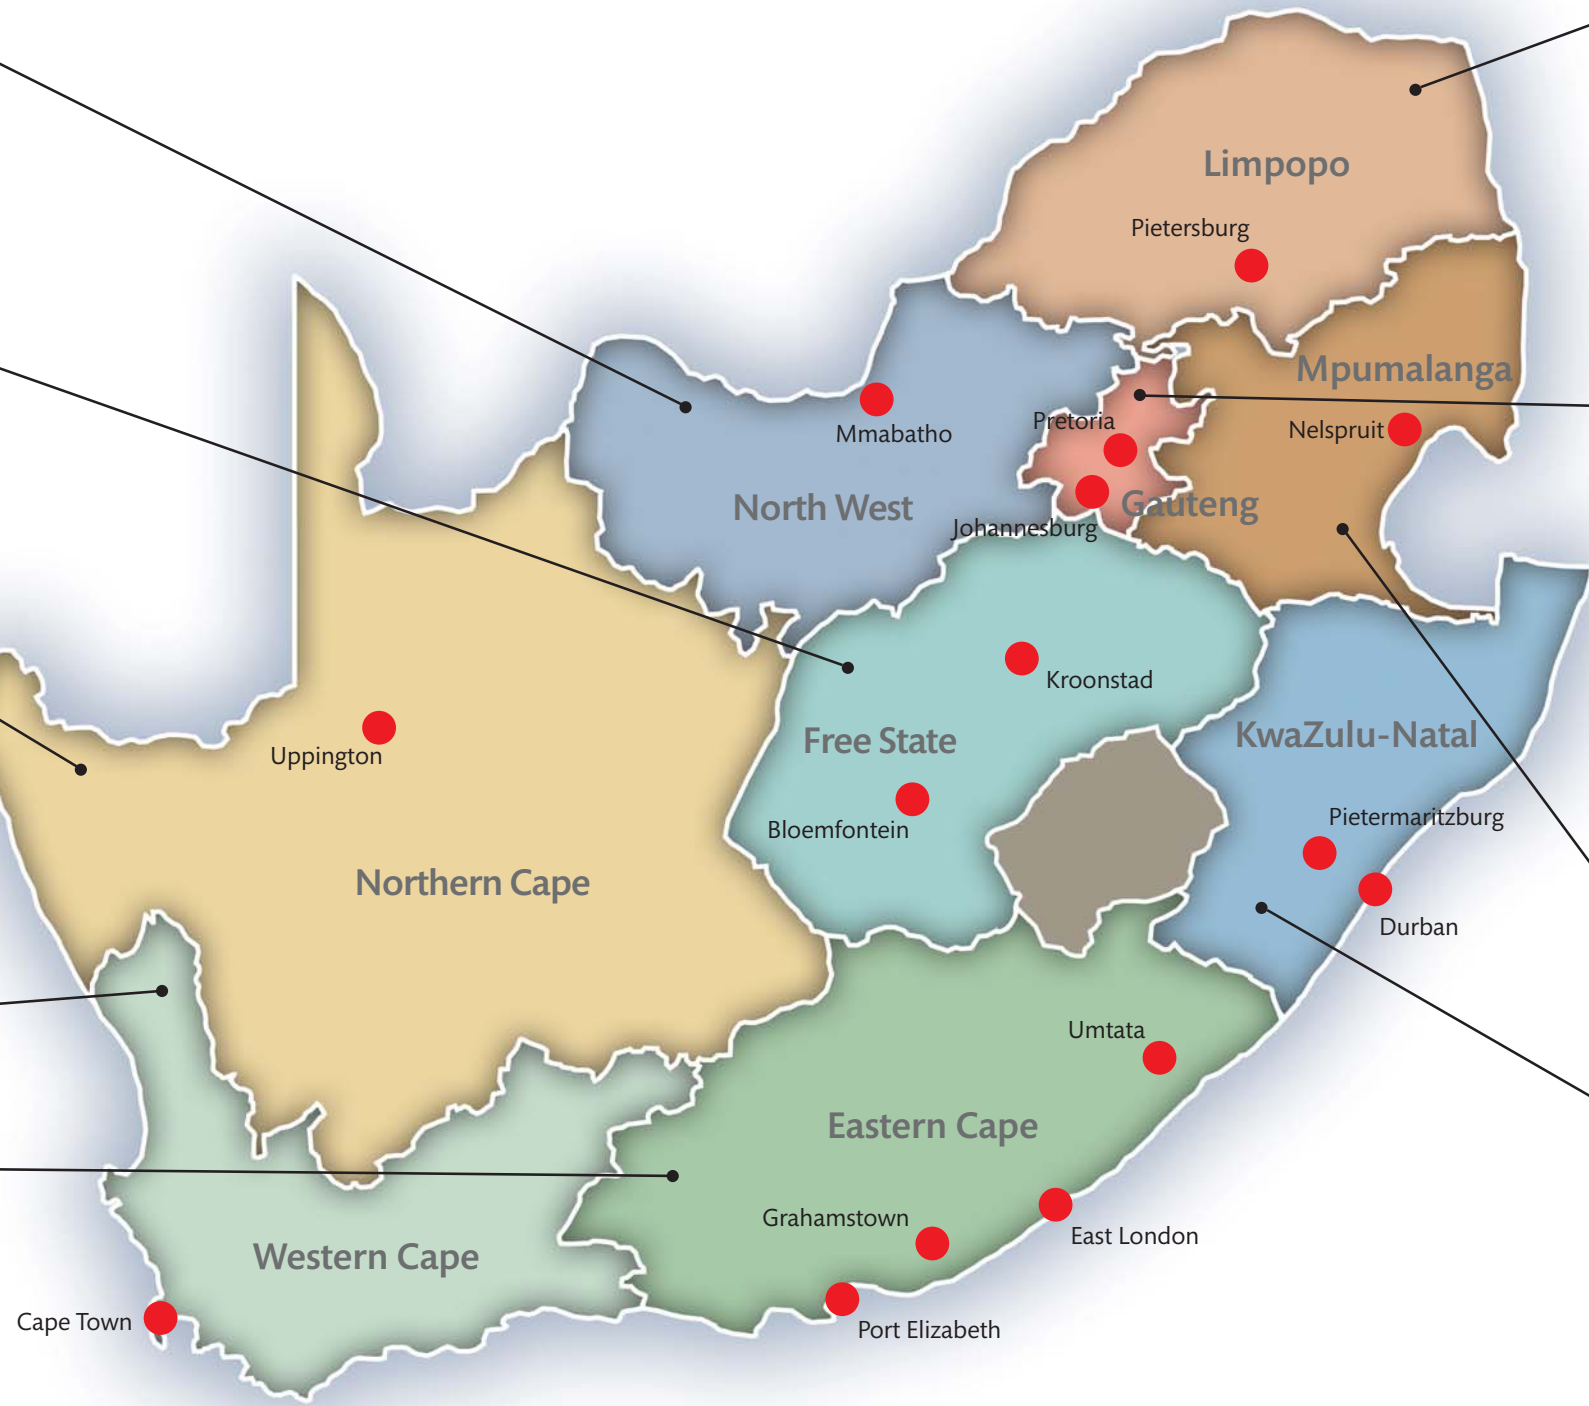 Limpopo
Pietersburg
Mpumalanga
Mmabatho
Pretoria
Nelspruit
North West
Gauteng
Johannesburg
Kroonstad
Uppington
Free State
KwaZulu-Natal
Bloemfontein
Pietermaritzburg
Northern Cape
Durban
Umtata
Eastern Cape
Grahamstown
East London
Western Cape
Cape Town
Port Elizabeth